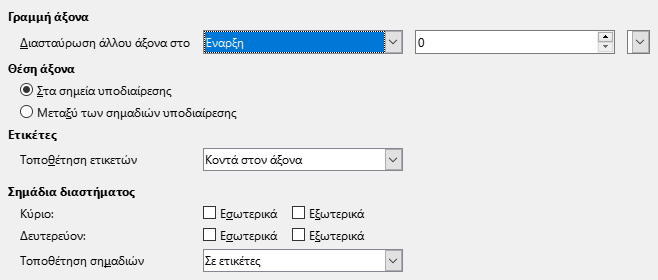 Γραμμή άξονα
Διασταύρωση άλλου άξονα στο Έναρξη 0
Θέση άξονα
Στα σημεία υποδιαίρεσης
Μεταξύ των σημαδιών υποδιαίρεσης
Ετικέτες
Τοποθέτηση ετικετών Κοντά στον άξονα
Σημάδια διαστήματος
Κύριο: Εσωτερικά Εξωτερικά
Δευτερεύον: Εσωτερικά Εξωτερικά
Τοποθέτηση σημαδιών Σε ετικέτες